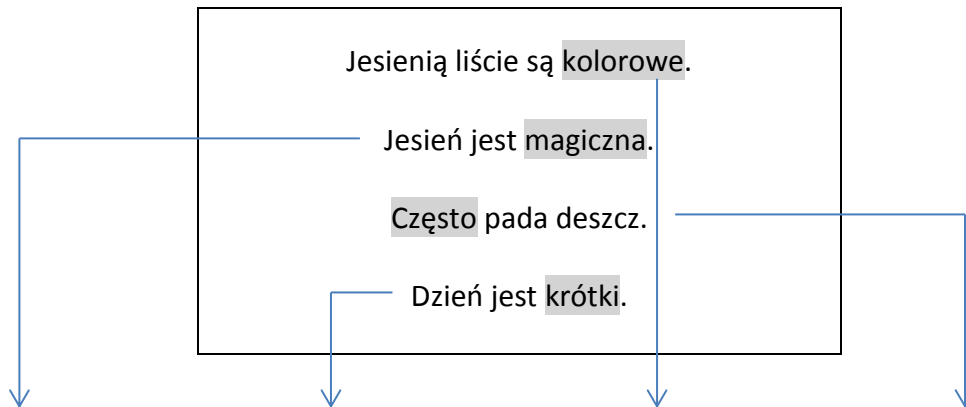 Jesienią liście są kolorowe.
Jesień jest magiczna.
Często pada deszcz.
Dzień jest krótki.